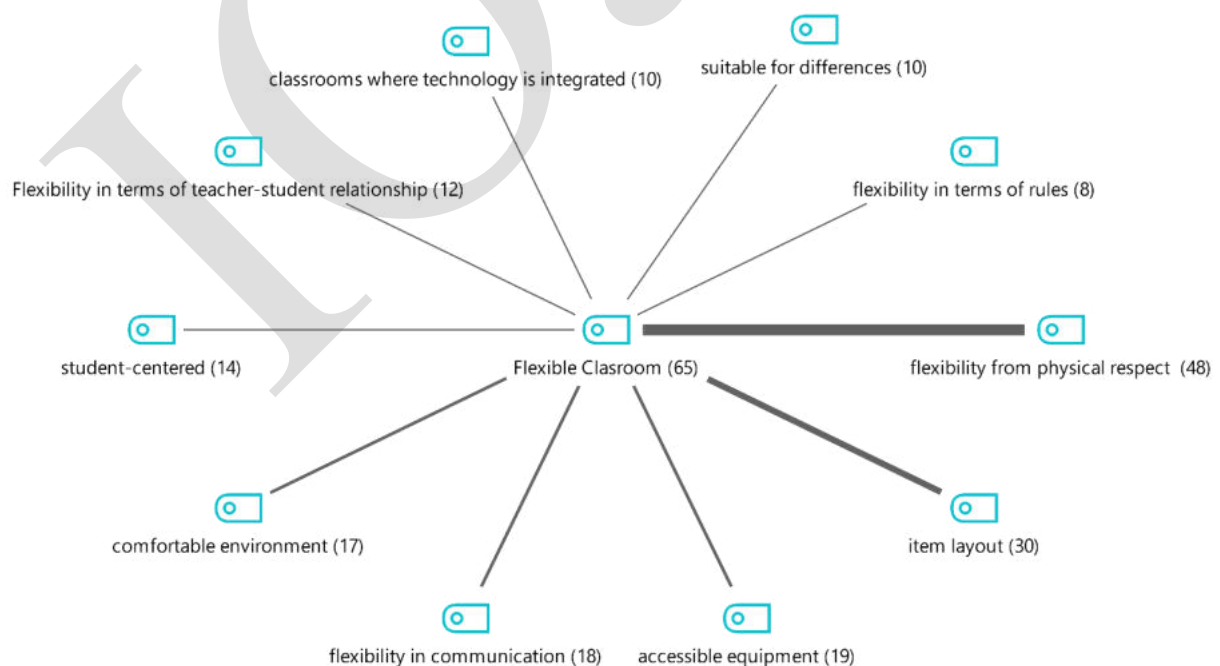 suitable for differences (10)
classrooms where technology is integrated (10)
Flexibility in terms of teacher-student relationship (12)
flexibility in terms of rules (8)
student-centered (14)
Flexible Clasroom (65)
flexibility from physical respect (48)
comfortable environment (17)
item layout (30)
flexibility in communication (18)
accessible equipment (19)